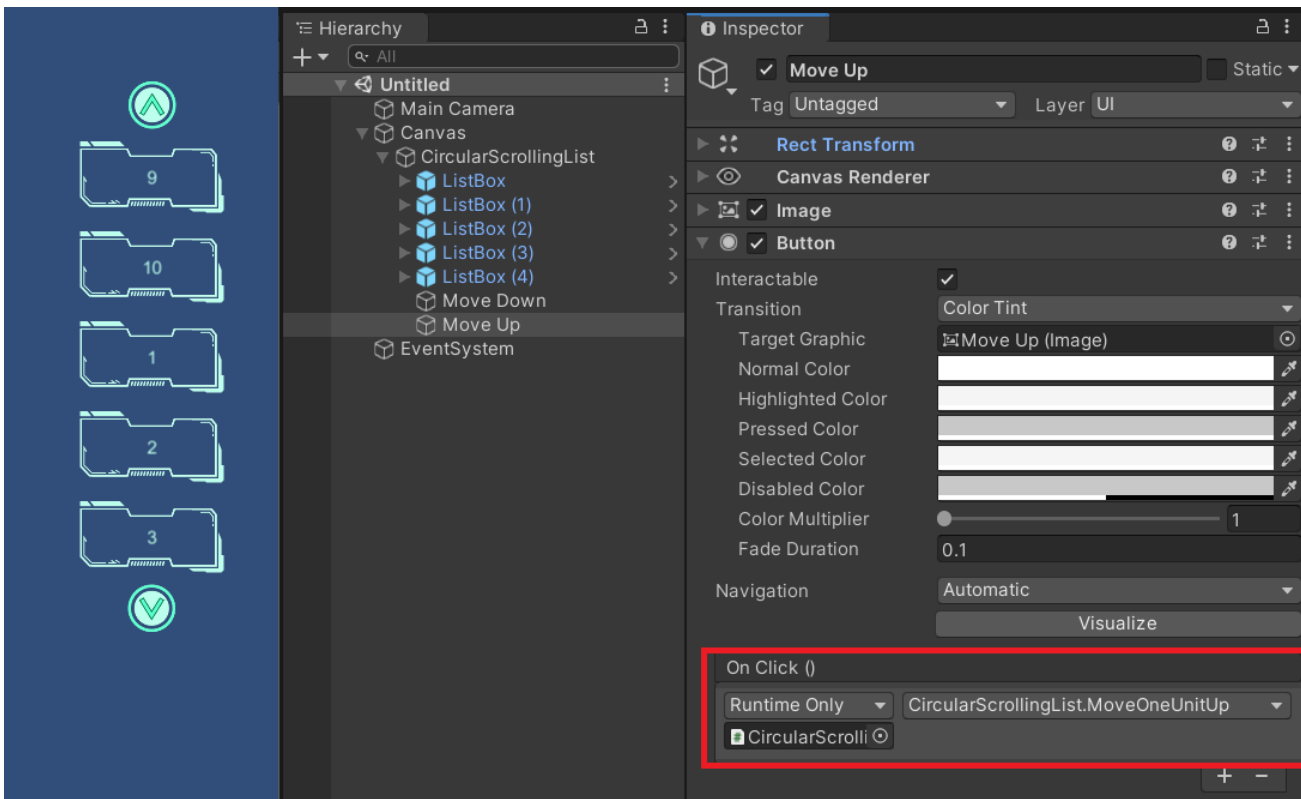 9
10
1
2
3
Hierarchy
All
Untitled
Main Camera
Canvas
CircularScrollingList
ListBox
ListBox (1)
ListBox (2)
ListBox (3)
ListBox (4)
Move Down
Move Up
EventSystem
Inspector
Move Up Static
Tag Untagged Layer UI
Rect Transform
Canvas Renderer
Image
Button
Interactable
Transition Color Tint
Target Graphic Move Up (Image)
Normal Color
Highlighted Color
Pressed Color
Selected Color
Disabled Color
Color Multiplier 1
Fade Duration 0.1
Navigation Automatic
Visualize
On Click ()
Runtime Only CircularScrollingList.MoveOneUnitUp
CircularScrolli
+ −